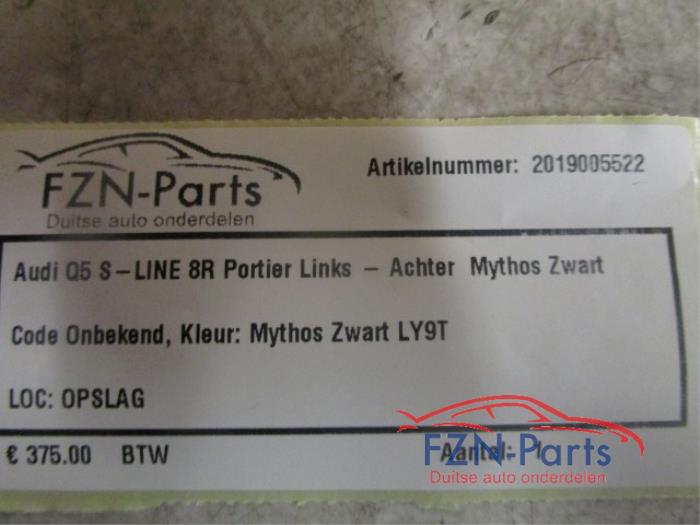 FZN-Parts
Duitse auto onderdelen
Artikelnummer: 2019005522
Audi Q5 S-LINE 8R Portier Links - Achter Mythos Zwart
Code Onbekend, Kleur: Mythos Zwart LY9T
LOC: OPSLAG
€ 375.00 BTW
Aantal: 1
FZN-Parts
Duitse auto onderdelen